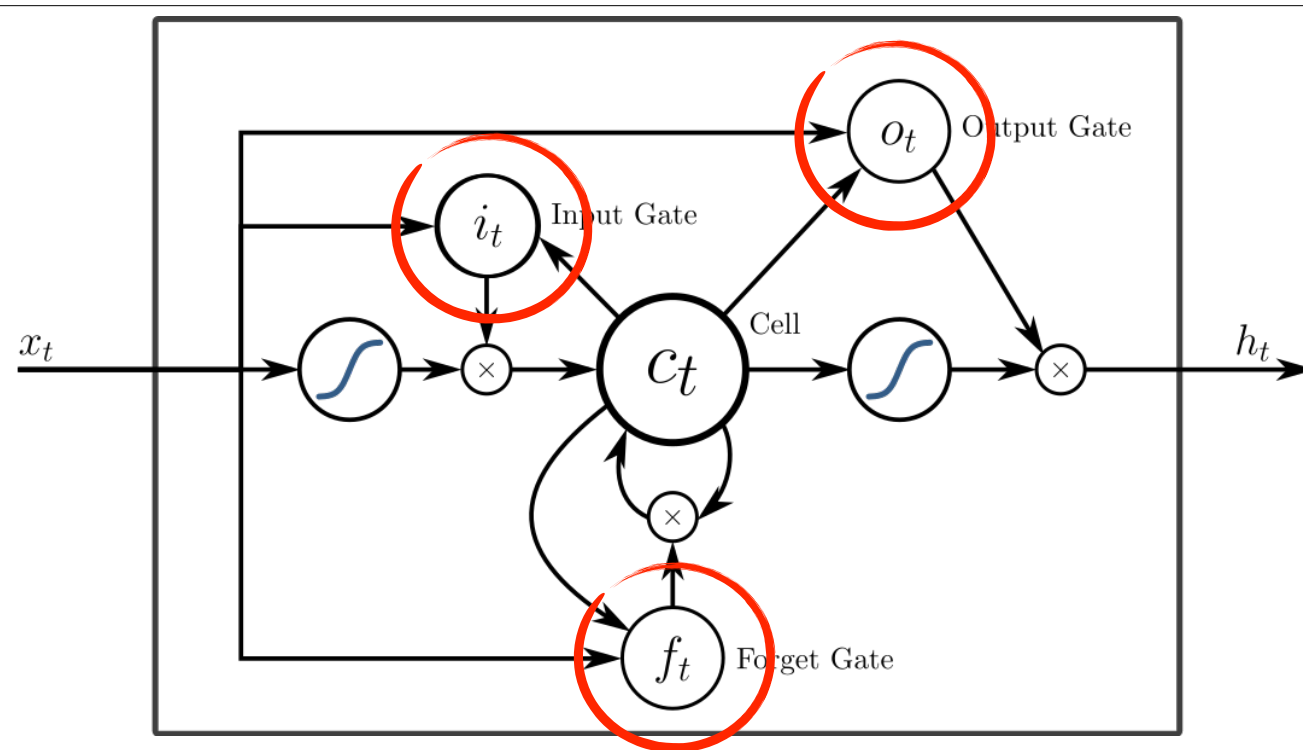 o_t Output Gate
i_t Input Gate
Cell
x_t
×
c_t
×
h_t
×
f_t Forget Gate